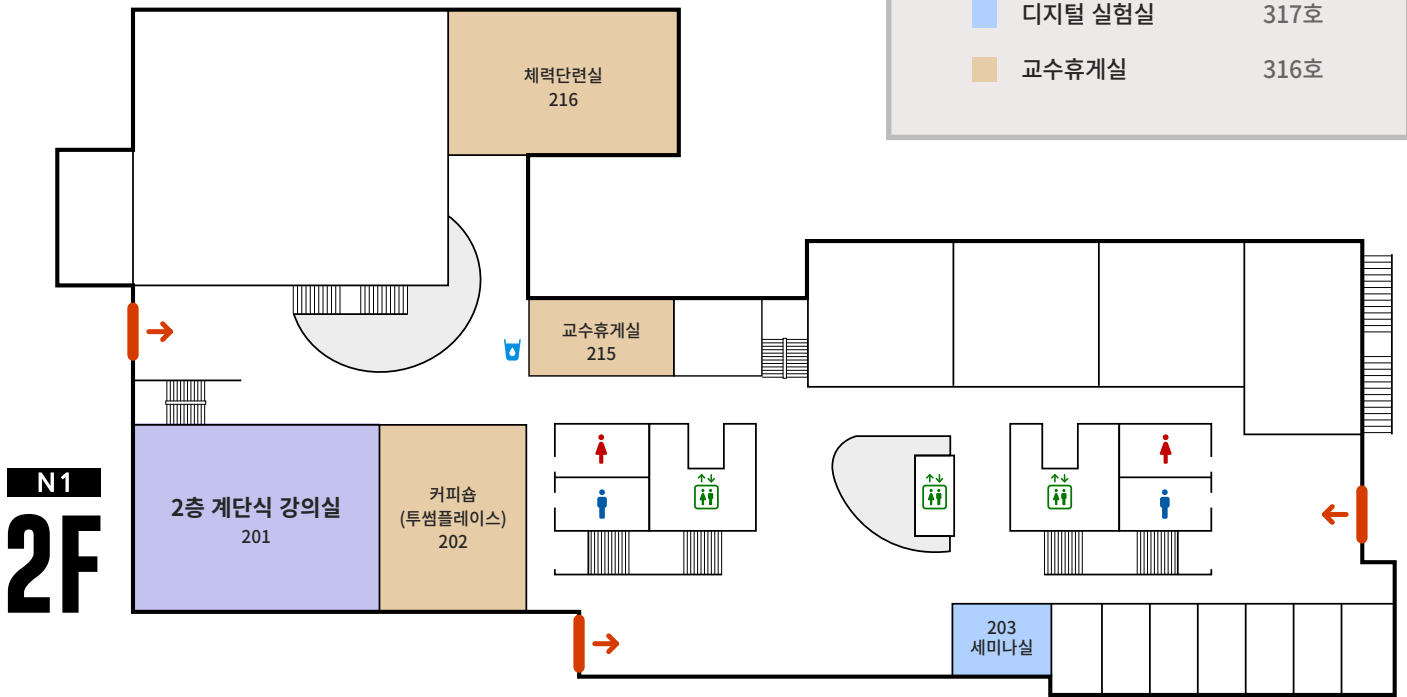 디지털 실험실 317호
교수휴게실 316호
체력단련실
216
교수휴게실
215
2층 계단식 강의실
201
커피숍
(투썸플레이스)
202
203
세미나실
N1
2F